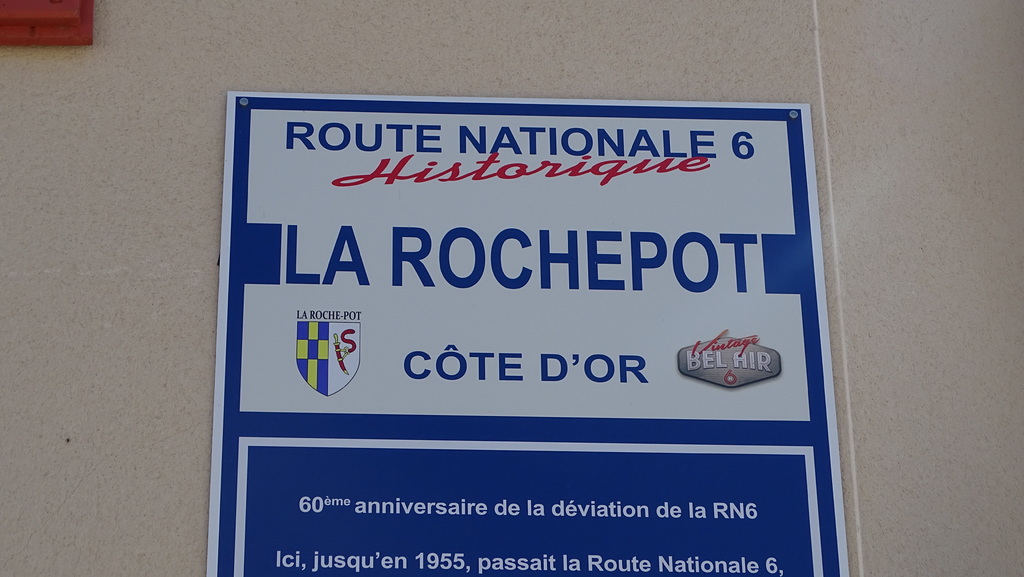 ROUTE NATIONALE 6
Historique
LA ROCHEPOT
LA ROCHE-POT
S
CÔTE D'OR
Vintage
BEL AIR
6
60ème anniversaire de la déviation de la RN6
Ici, jusqu'en 1955, passait la Route Nationale 6,